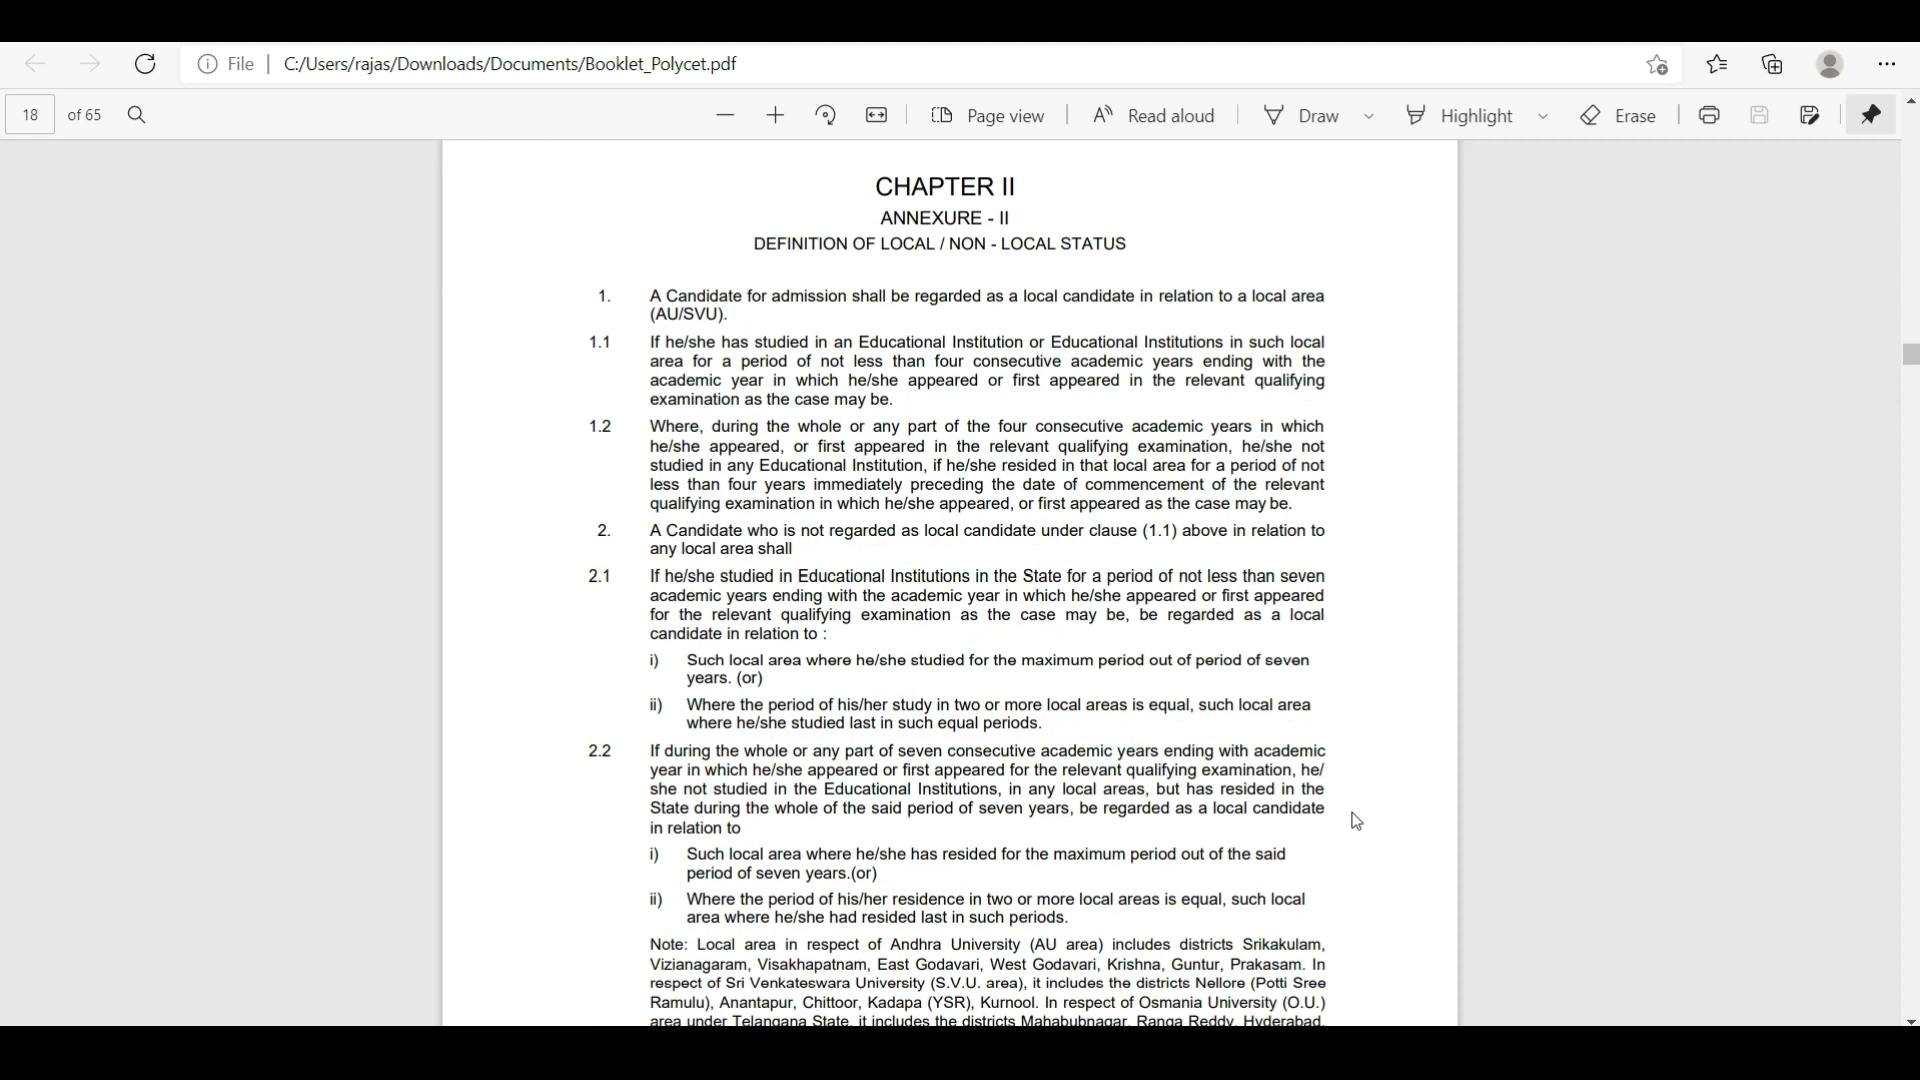 File C:/Users/rajas/Downloads/Documents/Booklet_Polycet.pdf
18 of 65 Page view Read aloud Draw Highlight Erase
CHAPTER II
ANNEXURE - II
DEFINITION OF LOCAL / NON - LOCAL STATUS
1. A Candidate for admission shall be regarded as a local candidate in relation to a local area
(AU/SVU).
1.1 If he/she has studied in an Educational Institution or Educational Institutions in such local
area for a period of not less than four consecutive academic years ending with the
academic year in which he/she appeared or first appeared in the relevant qualifying
examination as the case may be.
1.2 Where, during the whole or any part of the four consecutive academic years in which
he/she appeared, or first appeared in the relevant qualifying examination, he/she not
studied in any Educational Institution, if he/she resided in that local area for a period of not
less than four years immediately preceding the date of commencement of the relevant
qualifying examination in which he/she appeared, or first appeared as the case may be.
2. A Candidate who is not regarded as local candidate under clause (1.1) above in relation to
any local area shall
2.1 If he/she studied in Educational Institutions in the State for a period of not less than seven
academic years ending with the academic year in which he/she appeared or first appeared
for the relevant qualifying examination as the case may be, be regarded as a local
candidate in relation to :
i) Such local area where he/she studied for the maximum period out of period of seven
years. (or)
ii) Where the period of his/her study in two or more local areas is equal, such local area
where he/she studied last in such equal periods.
2.2 If during the whole or any part of seven consecutive academic years ending with academic
year in which he/she appeared or first appeared for the relevant qualifying examination, he/
she not studied in the Educational Institutions, in any local areas, but has resided in the
State during the whole of the said period of seven years, be regarded as a local candidate
in relation to
i) Such local area where he/she has resided for the maximum period out of the said
period of seven years.(or)
ii) Where the period of his/her residence in two or more local areas is equal, such local
area where he/she had resided last in such periods.
Note: Local area in respect of Andhra University (AU area) includes districts Srikakulam,
Vizianagaram, Visakhapatnam, East Godavari, West Godavari, Krishna, Guntur, Prakasam. In
respect of Sri Venkateswara University (S.V.U. area), it includes the districts Nellore (Potti Sree
Ramulu), Anantapur, Chittoor, Kadapa (YSR), Kurnool. In respect of Osmania University (O.U.)
area under Telangana State, it includes the districts Mahabubnagar, Ranga Reddy, Hyderabad,